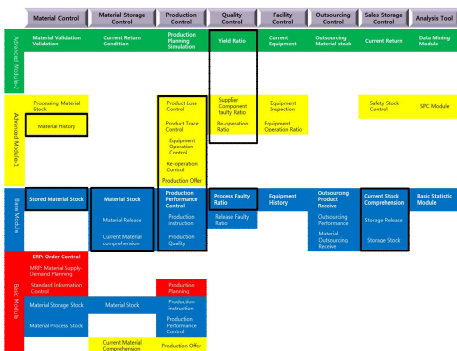 Material Control
Material Storage
Control
Production
Control
Quality
Control
Facility
Control
Outsourcing
Control
Sales Storage
Control
Analysis Tool
Advanced Module-2
Material Validation
Validation
Current Return
Condition
Production
Planning
Simulation
Yield Ratio
Current
Equipment
Outsourcing
Material stock
Current Return
Data Mining
Module
Advanced Module-1
Processing Material
Stock
Material History
Product Loss
Control
Product Trace
Control
Equipment
Operation
Control
Re-operation
Control
Production Offer
Supplier
Component
faulty Ratio
Re-operation
Ratio
Equipment
Inspection
Equipment
Operation Ratio
Safety Stock
Control
SPC Module
Base Module
Stored Material Stock
Material Stock
Material Release
Current Material
comprehension
Production
Performance
Control
Production
instruction
Production
Quality
Process Faulty
Ratio
Release Faulty
Ratio
Equipment
History
Outsourcing
Product
Receive
Outsourcing
Performance
Material
Outsourcing
Receive
Current Stock
Comprehension
Storage Release
Storage Stock
Basic Statistic
Module
Basic Module
ERP: Order Control
MRP: Material Supply-
Demand Planning
Standard Information
Control
Production
Planning
Material Storage Stock
Material Stock
Production
instruction
Material Process Stock
Production
Performance
Control
Current Material
Comprehension
Production Offer